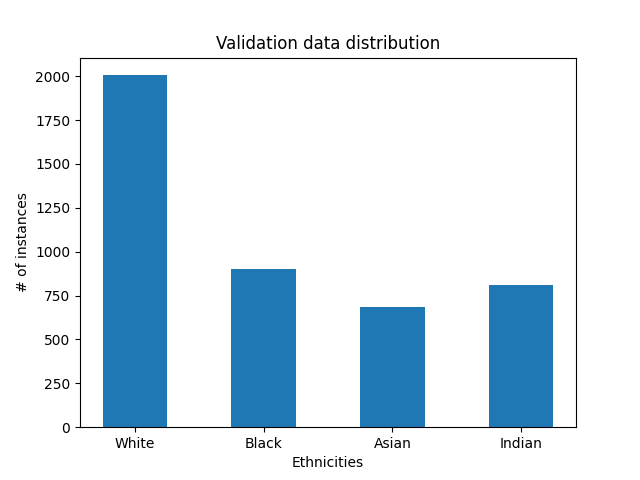 Validation data distribution
# of instances
2000
1750
1500
1250
1000
750
500
250
0
White Black Asian Indian
Ethnicities